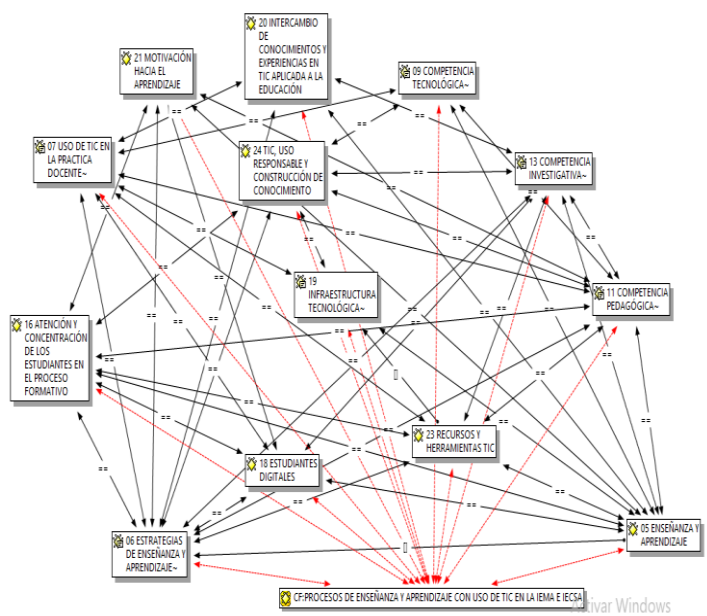 20 INTERCAMBIO
DE
CONOCIMIENTOS Y
EXPERIENCIAS EN
TIC APLICADA A LA
EDUCACIÓN
21 MOTIVACIÓN
HACIA EL
APRENDIZAJE
09 COMPETENCIA
TECNOLÓGICA~
07 USO DE TIC EN
LA PRACTICA
DOCENTE~
24 TIC, USO
RESPONSABLE Y
CONSTRUCCIÓN DE
CONOCIMIENTO
13 COMPETENCIA
INVESTIGATIVA~
19
INFRAESTRUCTURA
TECNOLÓGICA~
11 COMPETENCIA
PEDAGÓGICA~
16 ATENCIÓN Y
CONCENTRACIÓN
DE LOS
ESTUDIANTES EN
EL PROCESO
FORMATIVO
23 RECURSOS Y
HERRAMIENTAS TIC
18 ESTUDIANTES
DIGITALES
06 ESTRATEGIAS
DE ENSEÑANZA Y
APRENDIZAJE~
05 ENSEÑANZA Y
APRENDIZAJE
CF:PROCESOS DE ENSEÑANZA Y APRENDIZAJE CON USO DE TIC EN LA IEMA E IECSA
Activar Windows